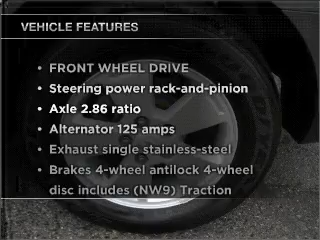 VEHICLE FEATURES
• FRONT WHEEL DRIVE
• Steering power rack-and-pinion
• Axle 2.86 ratio
• Alternator 125 amps
• Exhaust single stainless-steel
• Brakes 4-wheel antilock 4-wheel
disc includes (NW9) Traction